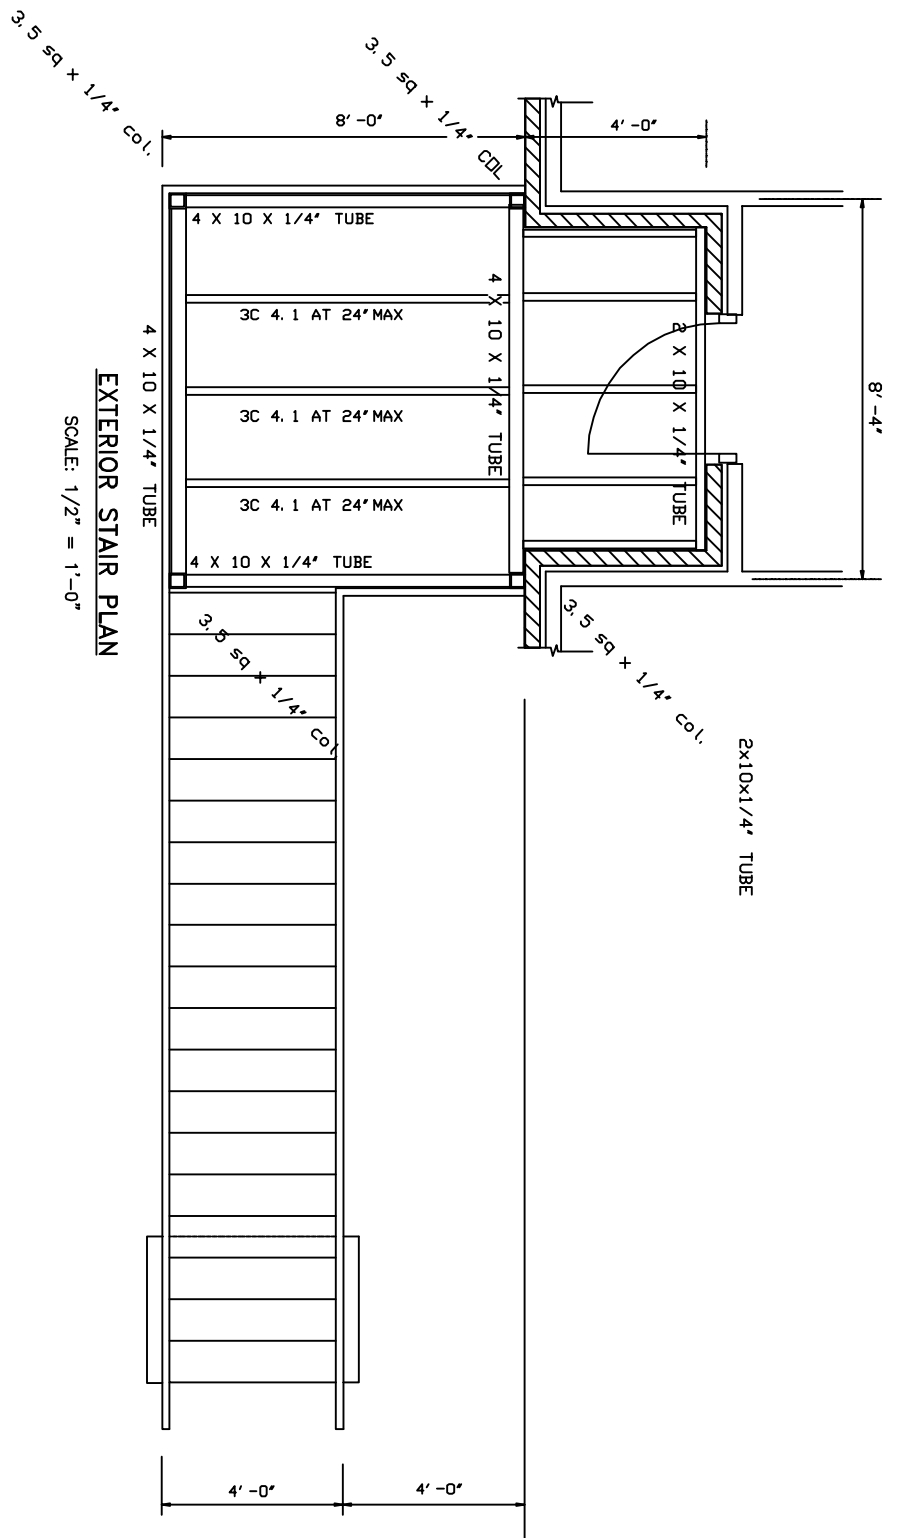 3.5 sq x 1/4" col.
3.5 sq x 1/4" COL
8'-0"
4'-0"
4 X 10 X 1/4" TUBE
3C 4.1 AT 24" MAX
3C 4.1 AT 24" MAX
3C 4.1 AT 24" MAX
4 X 10 X 1/4" TUBE
4 X 10 X 1/4" TUBE
4 X 10 X 1/4" TUBE
2 X 10 X 1/4" TUBE
8'-4"
EXTERIOR STAIR PLAN
SCALE: 1/2" = 1'-0"
3.5 sq x 1/4" col.
3.5 sq x 1/4" col.
2x10x1/4" TUBE
4'-0"
4'-0"